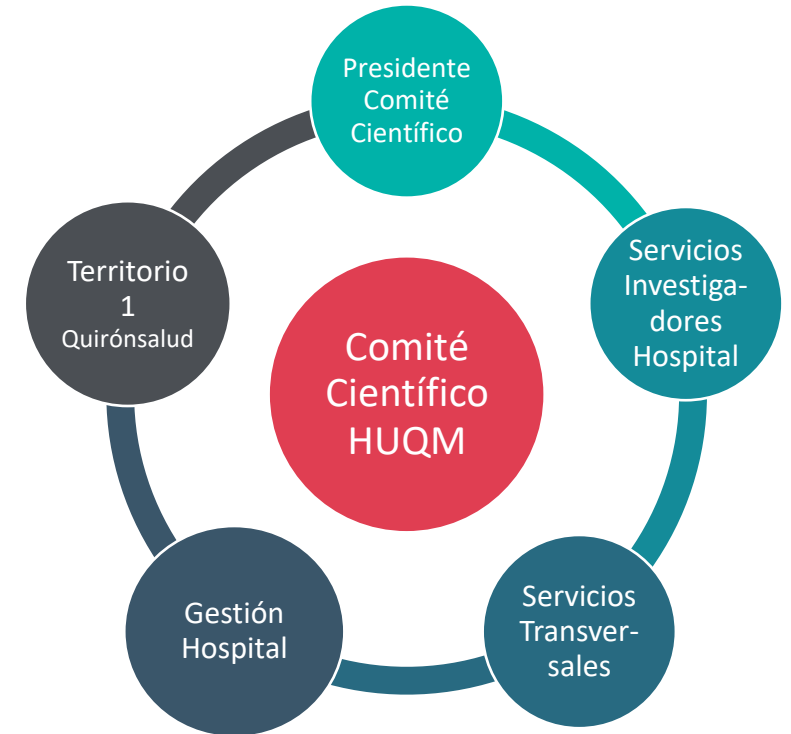 Presidente
Comité
Científico
Servicios
Investiga-
dores
Hospital
Servicios
Transver-
sales
Gestión
Hospital
Territorio
1
Quirónsalud
Comité
Científico
HUQM